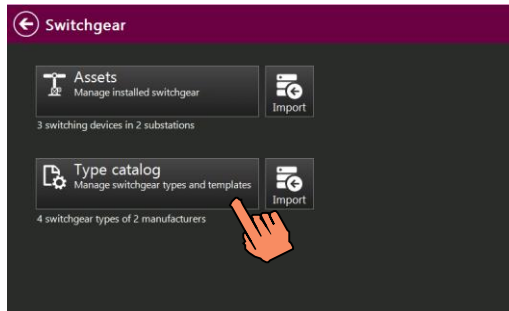 Switchgear
Assets
Manage installed switchgear
Import
3 switching devices in 2 substations
Type catalog
Manage switchgear types and templates
Import
4 switchgear types of 2 manufacturers